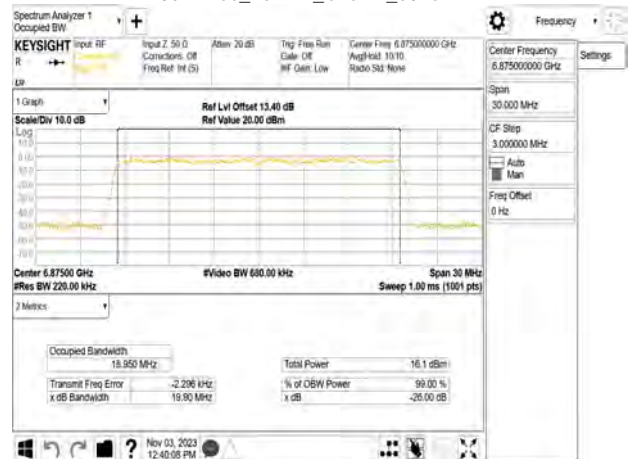 Spectrum Analyzer 1
Occupied BW
Frequency
KEYSIGHT Input: RF
R
Input Z: 50 Ω
Corrections: Off
Freq Ref: Int (S)
Atten: 20 dB
Trig: Free Run
Gate: Off
#IF Gain: Low
Center Freq: 6.875000000 GHz
Avg|Hold: 10/10
Radio Std: None
Center Frequency
6.875000000 GHz
Settings
Span
30.000 MHz
CF Step
3.000000 MHz
Auto
Man
Freq Offset
0 Hz
1 Graph
Scale/Div 10.0 dB
Log
Ref Lvl Offset 13.40 dB
Ref Value 20.00 dBm
10.0
0.00
Center 6.87500 GHz
#Res BW 220.00 kHz
#Video BW 680.00 kHz
Span 30 MHz
Sweep 1.00 ms (1001 pts)
2 Metrics
Occupied Bandwidth
18.950 MHz
Transmit Freq Error -2.296 kHz
x dB Bandwidth 19.80 MHz
Total Power 16.1 dBm
% of OBW Power 99.00 %
x dB -26.00 dB
?
Nov 03, 2023
12:40:08 PM